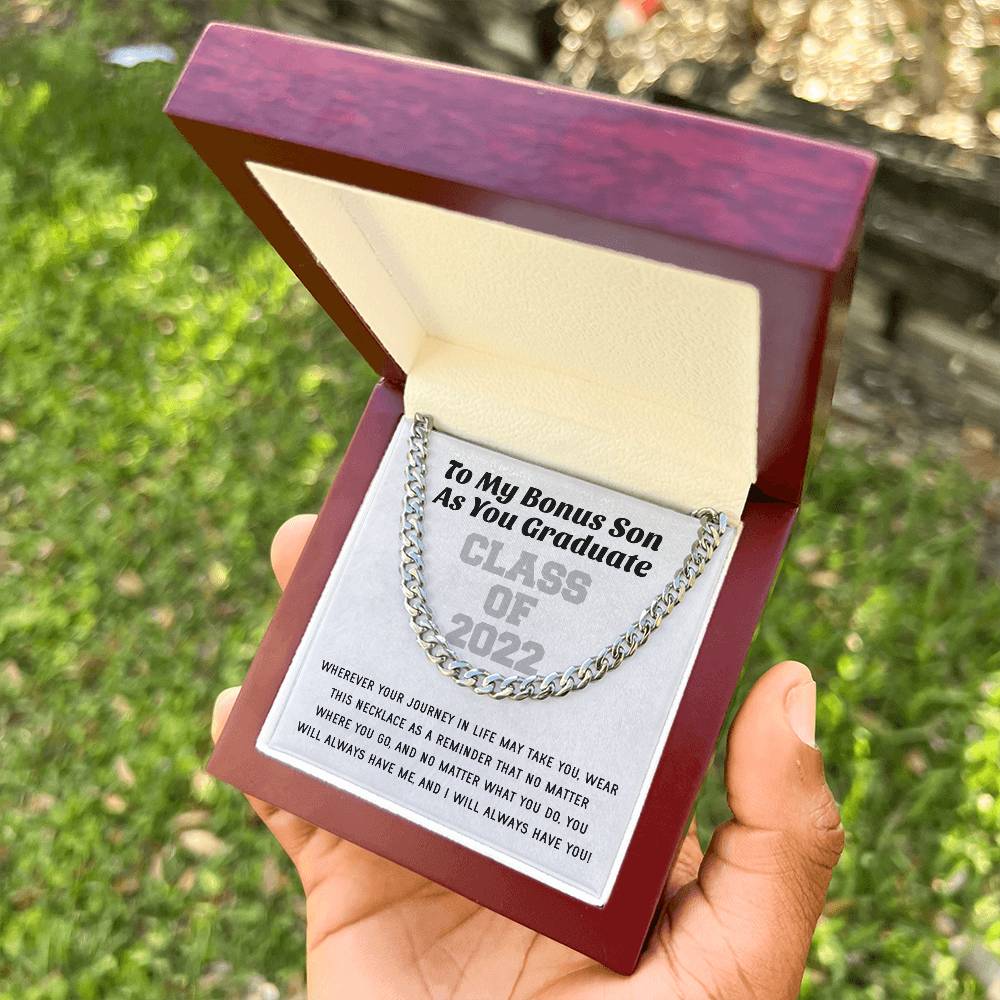 To My Bonus Son
As You Graduate
CLASS
OF
2022
WHEREVER YOUR JOURNEY IN LIFE MAY TAKE YOU, WEAR
THIS NECKLACE AS A REMINDER THAT NO MATTER
WHERE YOU GO, AND NO MATTER WHAT YOU DO, YOU
WILL ALWAYS HAVE ME, AND I WILL ALWAYS HAVE YOU!